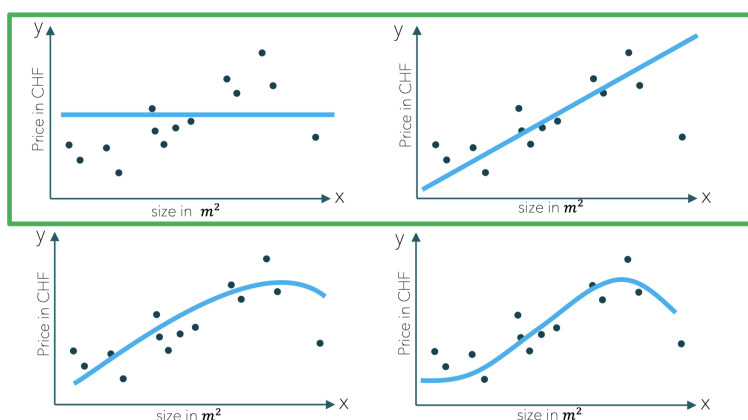 y
Price in CHF
x
size in m²
y
Price in CHF
x
size in m²
y
Price in CHF
x
size in m²
y
Price in CHF
x
size in m²